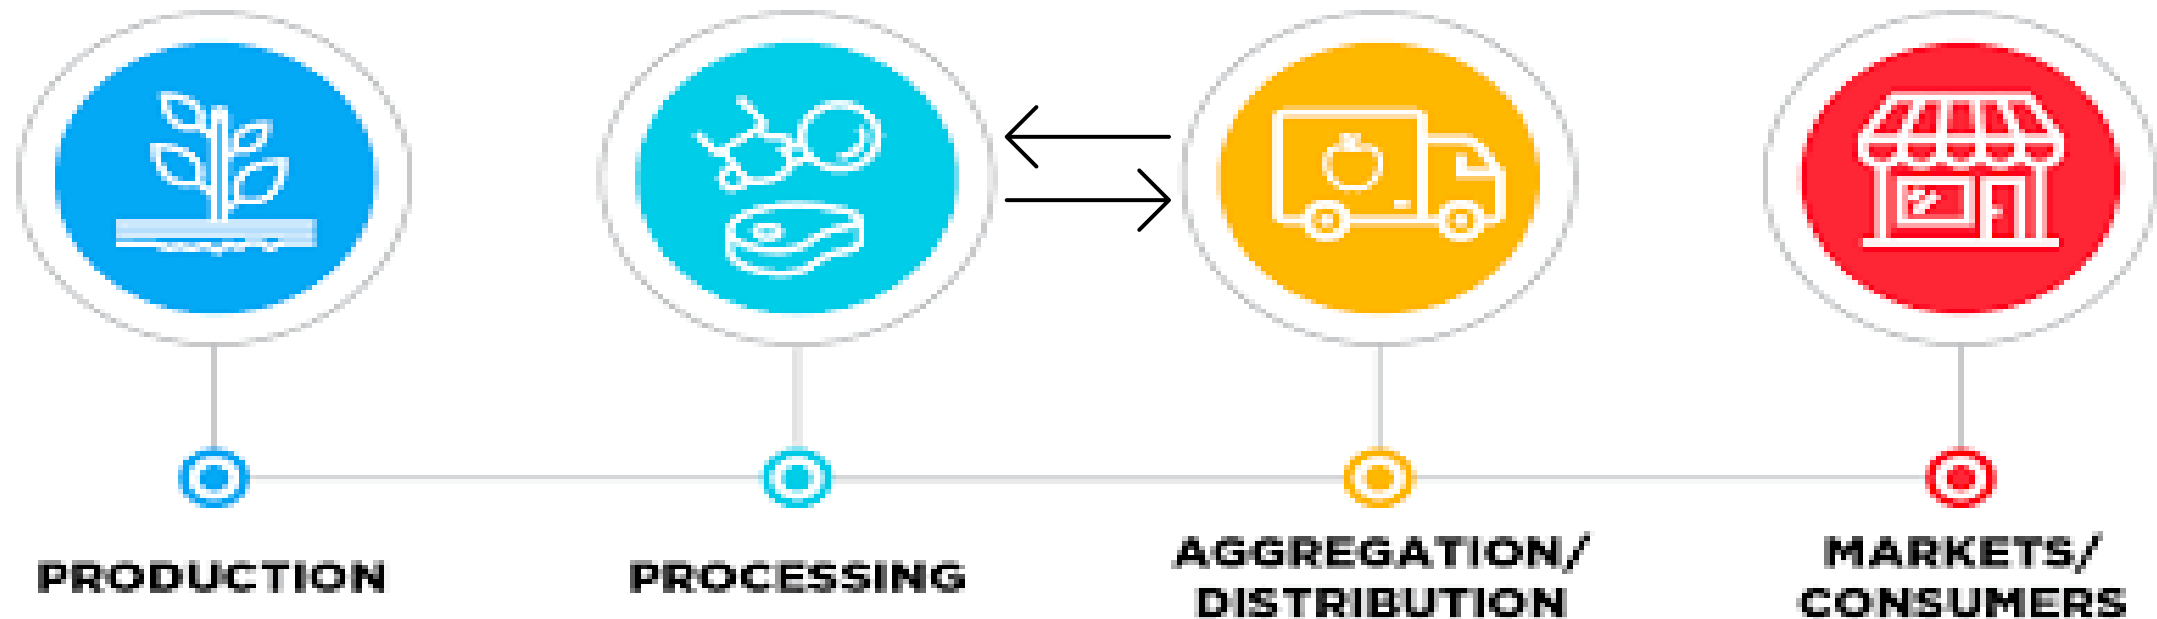 PRODUCTION
PROCESSING
AGGREGATION/
DISTRIBUTION
MARKETS/
CONSUMERS